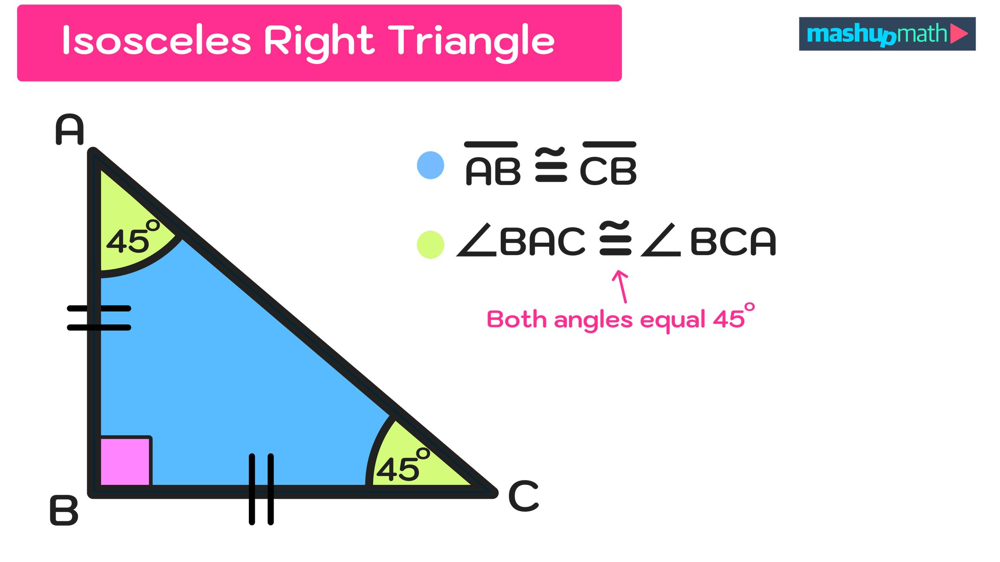 Isosceles Right Triangle
mashupmath
A
AB ≅ CB
45°
∠BAC ≅ ∠BCA
Both angles equal 45°
45°
B
C